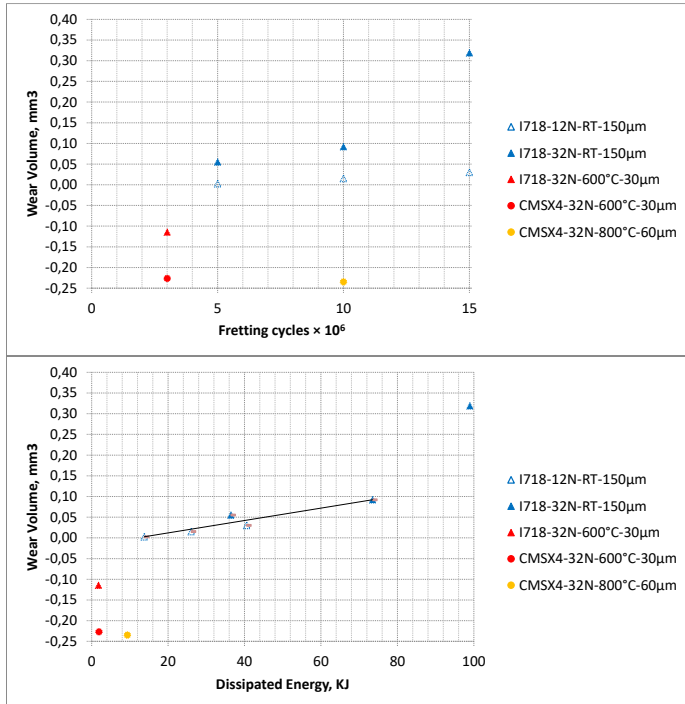 0,40
0,35
0,30
0,25
0,20
0,15
0,10
0,05
0,00
-0,05
-0,10
-0,15
-0,20
-0,25
Wear Volume, mm3
0 5 10 15
Fretting cycles × 10⁶
I718-12N-RT-150µm
I718-32N-RT-150µm
I718-32N-600°C-30µm
CMSX4-32N-600°C-30µm
CMSX4-32N-800°C-60µm
0,40
0,35
0,30
0,25
0,20
0,15
0,10
0,05
0,00
-0,05
-0,10
-0,15
-0,20
-0,25
Wear Volume, mm3
0 20 40 60 80 100
Dissipated Energy, KJ
I718-12N-RT-150µm
I718-32N-RT-150µm
I718-32N-600°C-30µm
CMSX4-32N-600°C-30µm
CMSX4-32N-800°C-60µm